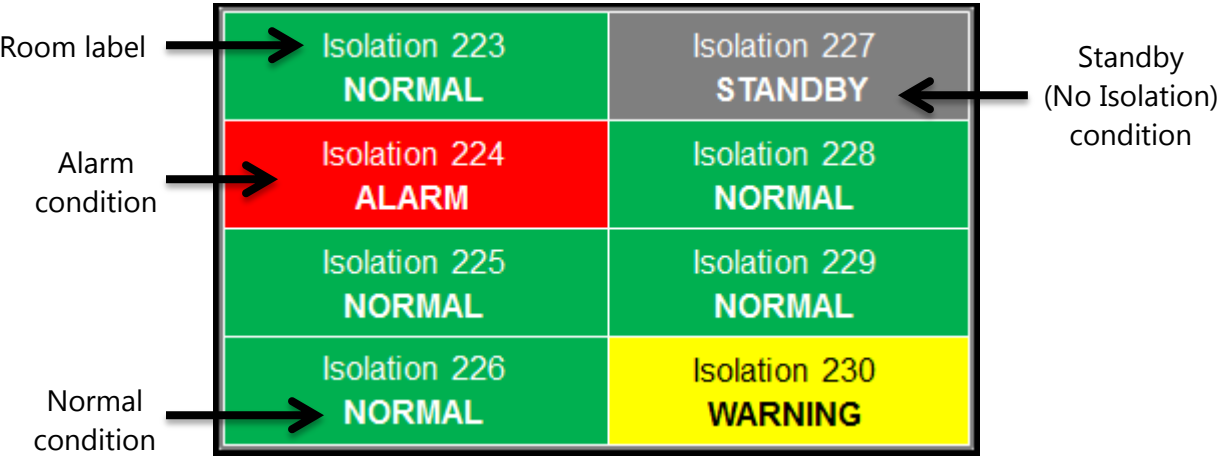 Room label
Alarm
condition
Normal
condition
Isolation 223
NORMAL
Isolation 224
ALARM
Isolation 225
NORMAL
Isolation 226
NORMAL
Isolation 227
STANDBY
Isolation 228
NORMAL
Isolation 229
NORMAL
Isolation 230
WARNING
Standby
(No Isolation)
condition